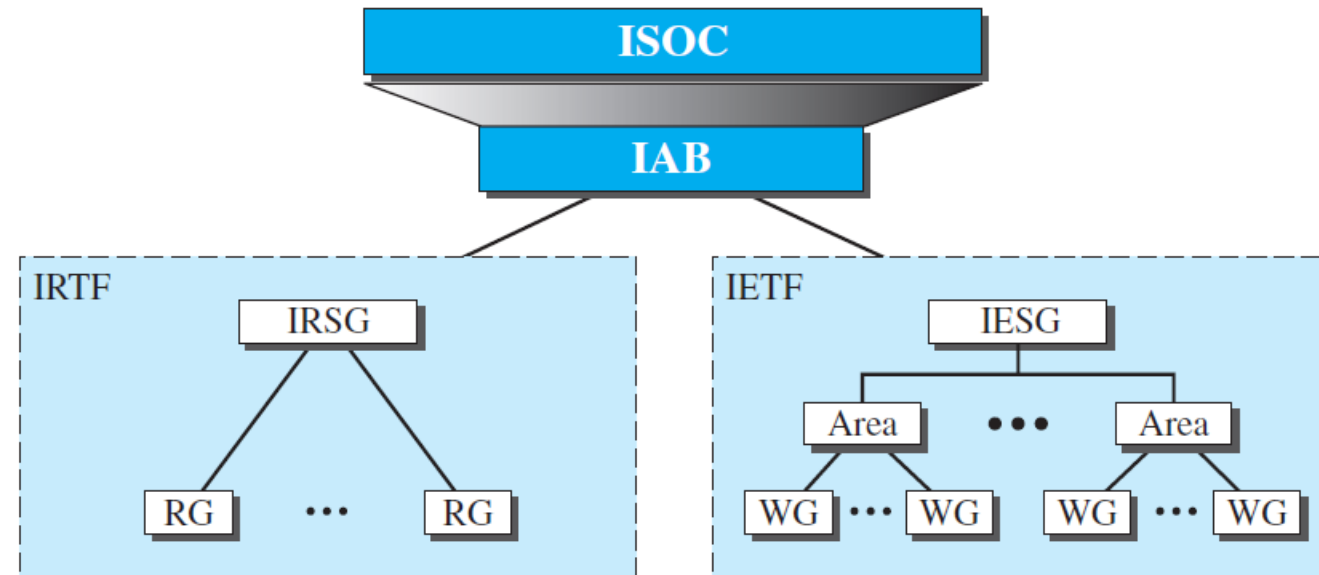 ISOC
IAB
IRTF
IRSG
RG ... RG
IETF
IESG
Area ... Area
WG ... WG WG ... WG